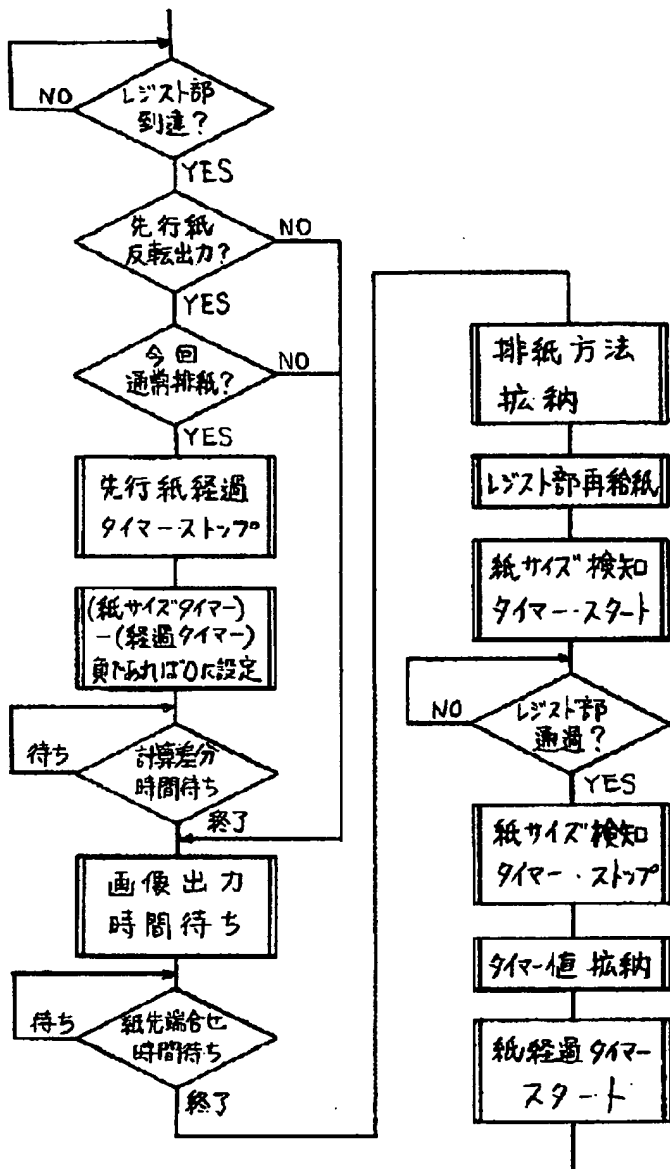 レジスト部
到達?
NO
YES
先行紙
反転出力?
NO
YES
今回
通常排紙?
NO
YES
先行紙経過
タイマー・ストップ
(紙サイズタイマー)
-(経過タイマー)
負であれば0に設定
計算差分
時間待ち
待ち
終了
画像出力
時間待ち
紙先端合せ
時間待ち
待ち
終了
排紙方法
拡納
レジスト部再給紙
紙サイズ検知
タイマー・スタート
レジスト部
通過?
NO
YES
紙サイズ検知
タイマー・ストップ
タイマー値拡納
紙経過タイマー
スタート